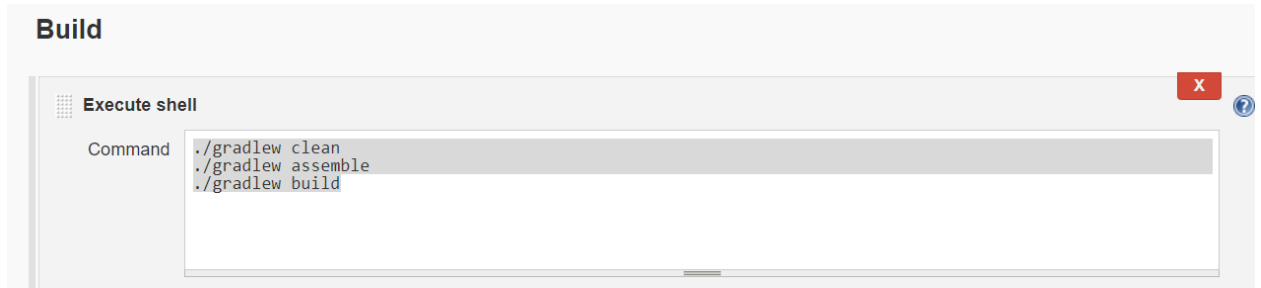 Build
Execute shell
X
?
Command
./gradlew clean
./gradlew assemble
./gradlew build